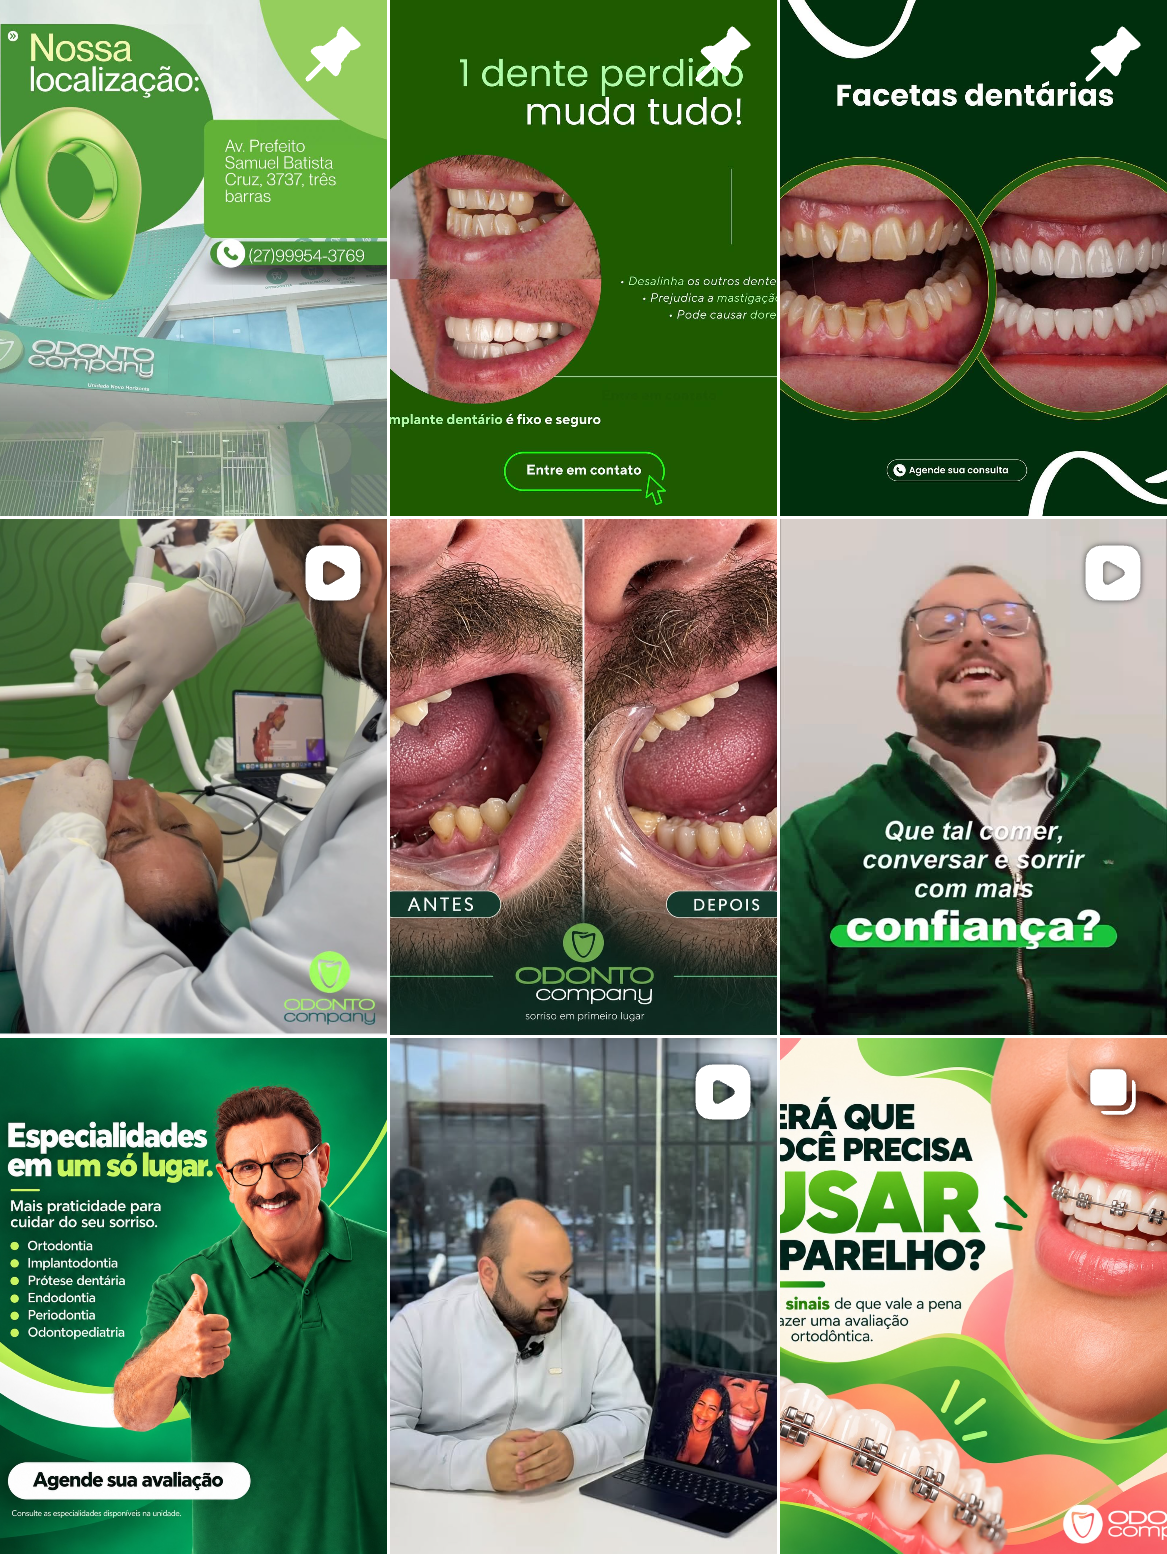 Nossa
localização:
Av. Prefeito
Samuel Batista
Cruz, 3737, três
barras
(27)99954-3769
ODONTO
company
Unidade Novo Horizonte
1 dente perdido
muda tudo!
• Desalinha os outros dente
• Prejudica a mastigaçã
• Pode causar dore
mplante dentário é fixo e seguro
Entre em contato
Facetas dentárias
Agende sua consulta
ODONTO
company
ANTES
DEPOIS
ODONTO
company
sorriso em primeiro lugar
Que tal comer,
conversar e sorrir
com mais
confiança?
Especialidades
em um só lugar.
Mais praticidade para
cuidar do seu sorriso.
Ortodontia
Implantodontia
Prótese dentária
Endodontia
Periodontia
Odontopediatria
Agende sua avaliação
Consulte as especialidades disponíveis na unidade.
ERÁ QUE
OCÊ PRECISA
USAR
PARELHO?
sinais de que vale a pena
azer uma avaliação
ortodôntica.
ODO
comp